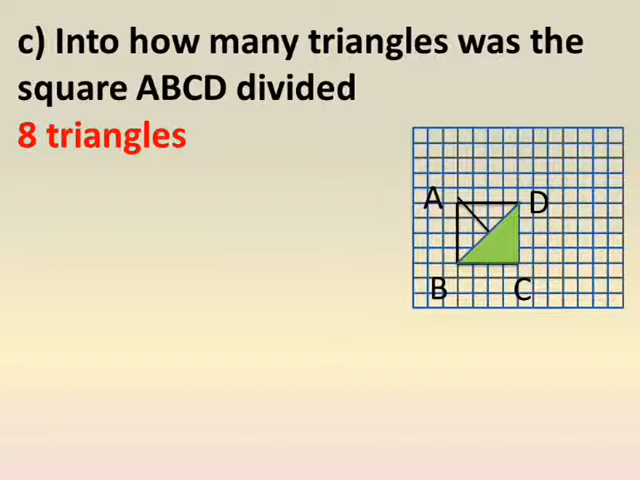 c) Into how many triangles was the
square ABCD divided
8 triangles
A D
B C